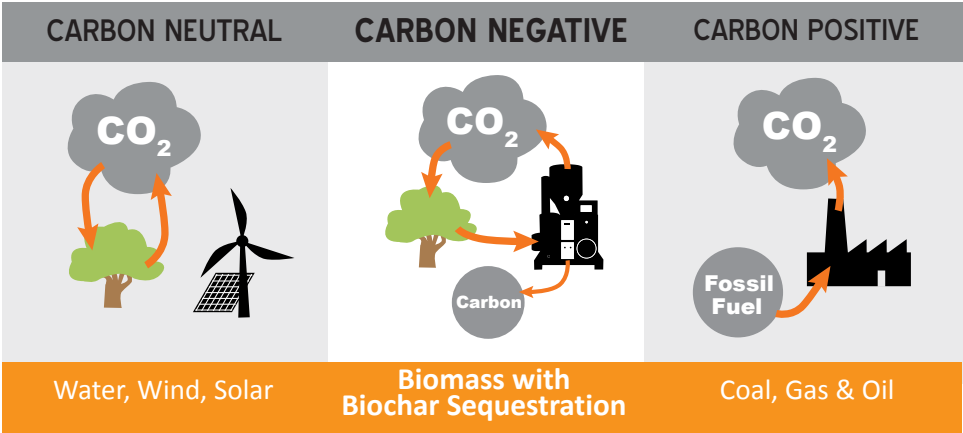 CARBON NEUTRAL
CARBON NEGATIVE
CARBON POSITIVE
CO₂
CO₂
CO₂
Carbon
Fossil
Fuel
Water, Wind, Solar
Biomass with
Biochar Sequestration
Coal, Gas & Oil